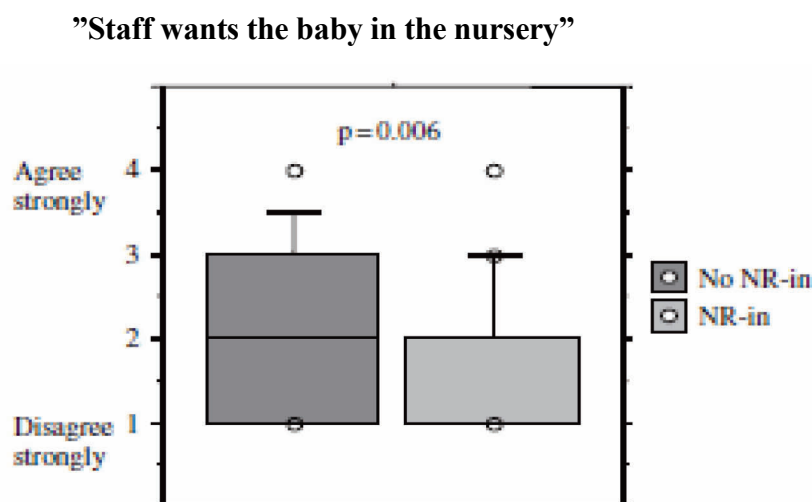 ”Staff wants the baby in the nursery”
p=0.006
Agree
strongly
4
3
2
Disagree
strongly
1
No NR-in
NR-in